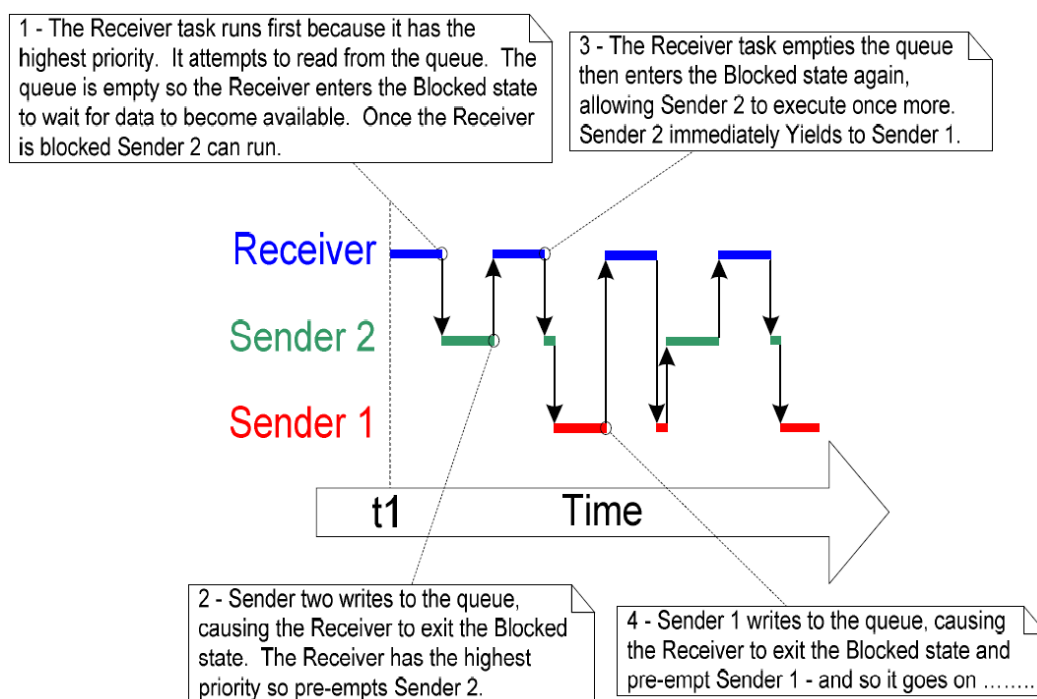 1 - The Receiver task runs first because it has the
highest priority. It attempts to read from the queue. The
queue is empty so the Receiver enters the Blocked state
to wait for data to become available. Once the Receiver
is blocked Sender 2 can run.
3 - The Receiver task empties the queue
then enters the Blocked state again,
allowing Sender 2 to execute once more.
Sender 2 immediately Yields to Sender 1.
Receiver
Sender 2
Sender 1
t1
Time
2 - Sender two writes to the queue,
causing the Receiver to exit the Blocked
state. The Receiver has the highest
priority so pre-empts Sender 2.
4 - Sender 1 writes to the queue, causing
the Receiver to exit the Blocked state and
pre-empt Sender 1 - and so it goes on ........